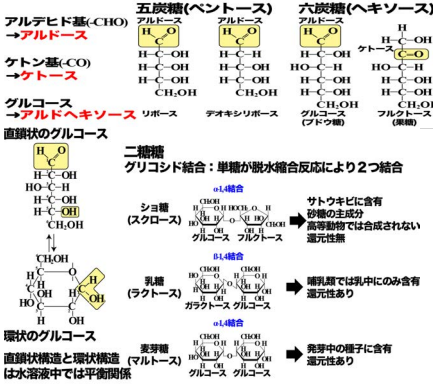 アルデヒド基(-CHO)
→アルドース
ケトン基(-CO)
→ケトース
グルコース
→アルドヘキソース
五炭糖(ペントース)
アルドース アルドース
リボース デオキシリボース
六炭糖(ヘキソース)
アルドース
ケトース
グルコース
(ブドウ糖)
フルクトース
(果糖)
直鎖状のグルコース
環状のグルコース
直鎖状構造と環状構造
は水溶液中では平衡関係
二糖糖
グリコシド結合：単糖が脱水縮合反応により2つ結合
α-1,4結合
ショ糖
(スクロース)
グルコース フルクトース
サトウキビに含有
砂糖の主成分
高等動物では合成されない
還元性無
β-1,4結合
乳糖
(ラクトース)
ガラクトース グルコース
哺乳類では乳中にのみ含有
還元性あり
α-1,4結合
麦芽糖
(マルトース)
グルコース グルコース
発芽中の種子に含有
還元性あり